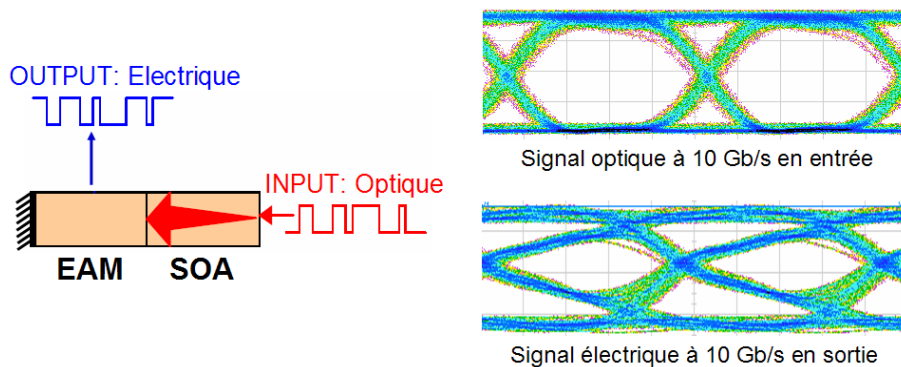 OUTPUT: Electrique
INPUT: Optique
EAM SOA
Signal optique à 10 Gb/s en entrée
Signal électrique à 10 Gb/s en sortie